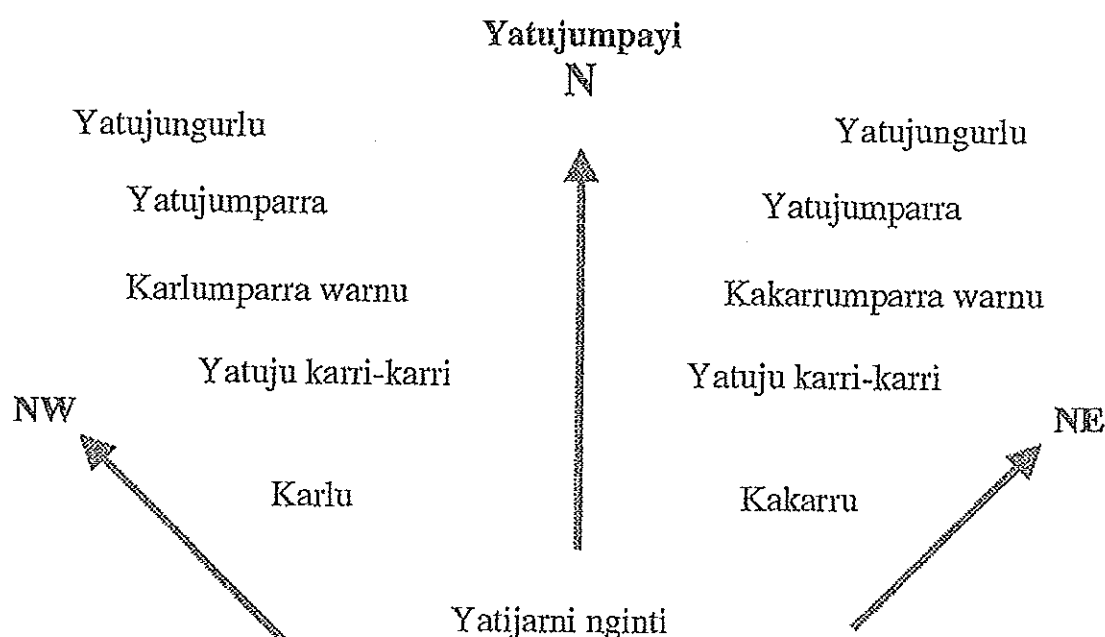 Yatujumpayi
N
Yatujungurlu Yatujungurlu
Yatujumparra Yatujumparra
Karlumparra warnu Kakarrumparra warnu
Yatuju karri-karri Yatuju karri-karri
NW NE
Karlu Kakarru
Yatijarni nginti